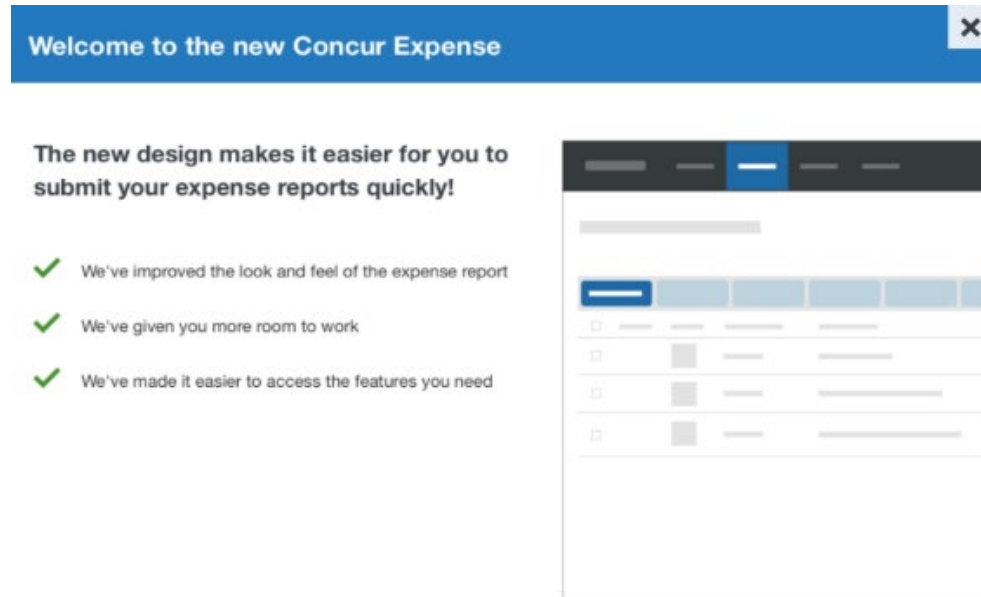 Welcome to the new Concur Expense
The new design makes it easier for you to
submit your expense reports quickly!
We've improved the look and feel of the expense report
We've given you more room to work
We've made it easier to access the features you need